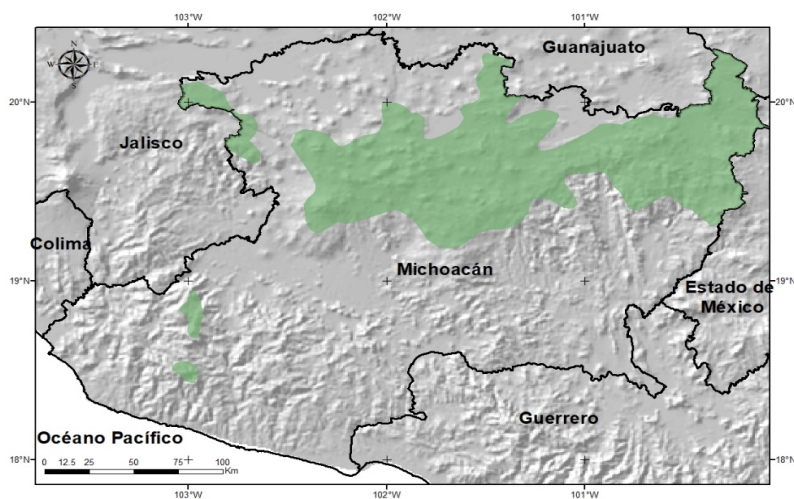 103°W 102°W 101°W
N
W E
S
Guanajuato
20°N 20°N
Jalisco
Colima
Michoacán
19°N 19°N
Estado de
México
Guerrero
Océano Pacífico
0 12.5 25 50 75 100
Km
18°N 18°N
103°W 102°W 101°W